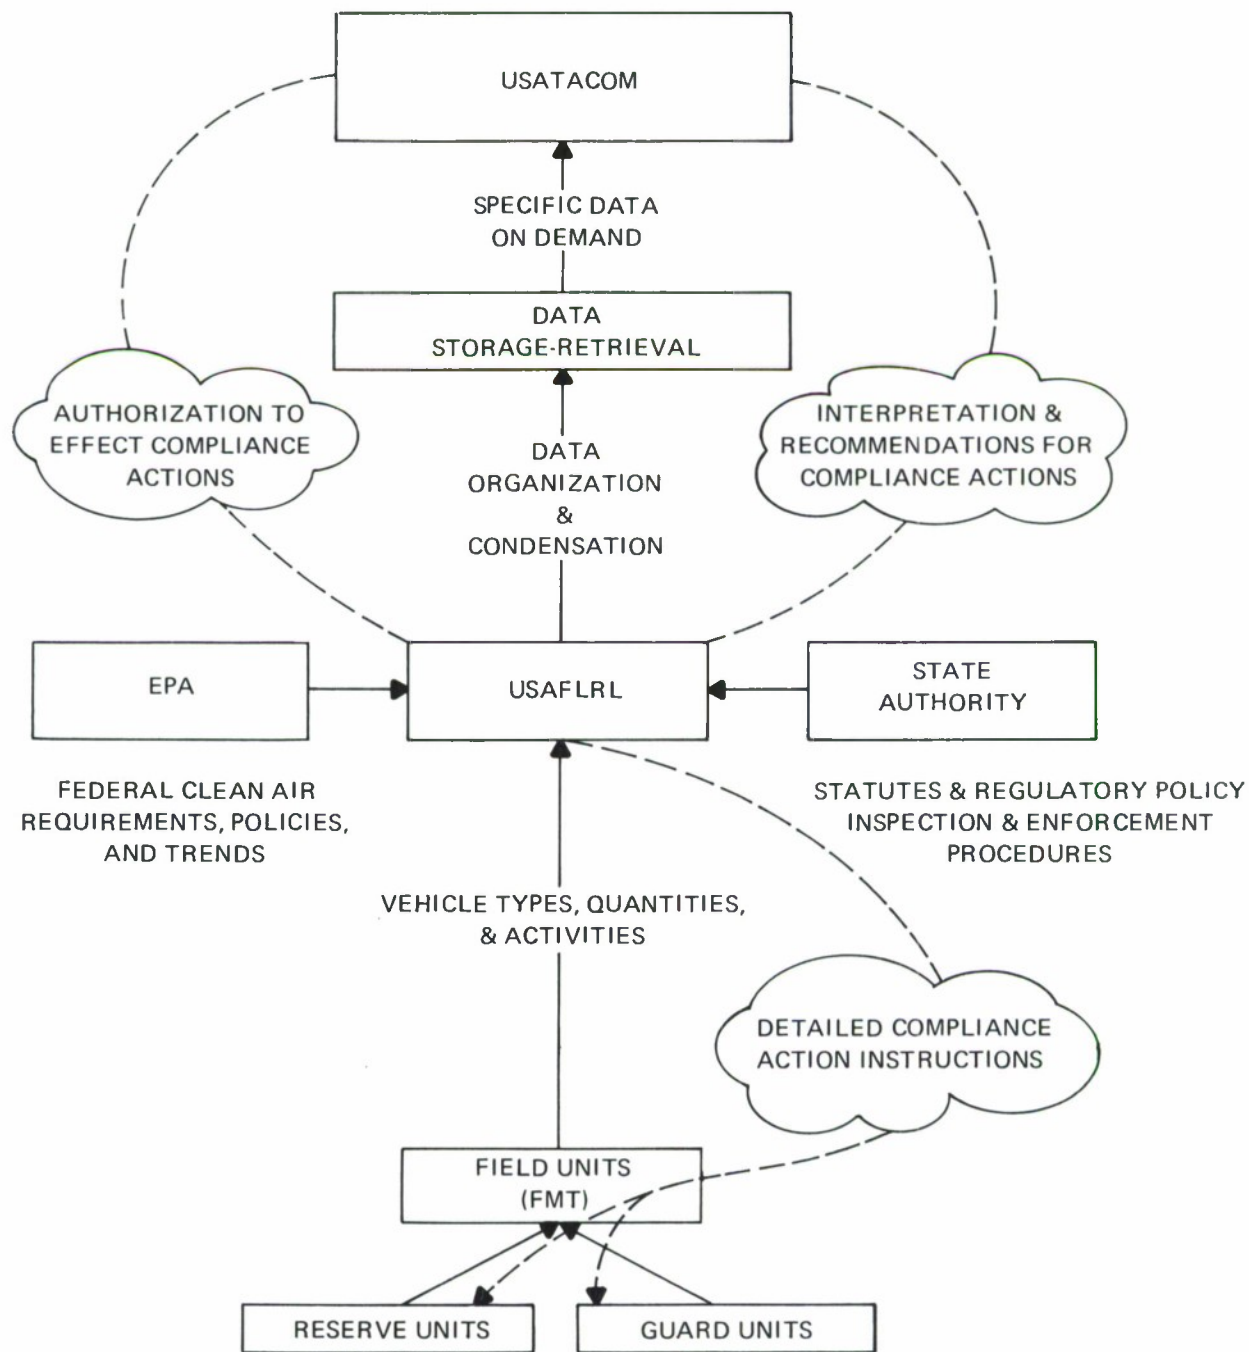 USATACOM
SPECIFIC DATA
ON DEMAND
DATA
STORAGE-RETRIEVAL
AUTHORIZATION TO
EFFECT COMPLIANCE
ACTIONS
DATA
ORGANIZATION
&
CONDENSATION
INTERPRETATION &
RECOMMENDATIONS FOR
COMPLIANCE ACTIONS
EPA
USAFLRL
STATE
AUTHORITY
FEDERAL CLEAN AIR
REQUIREMENTS, POLICIES,
AND TRENDS
STATUTES & REGULATORY POLICY
INSPECTION & ENFORCEMENT
PROCEDURES
VEHICLE TYPES, QUANTITIES,
& ACTIVITIES
DETAILED COMPLIANCE
ACTION INSTRUCTIONS
FIELD UNITS
(FMT)
RESERVE UNITS
GUARD UNITS